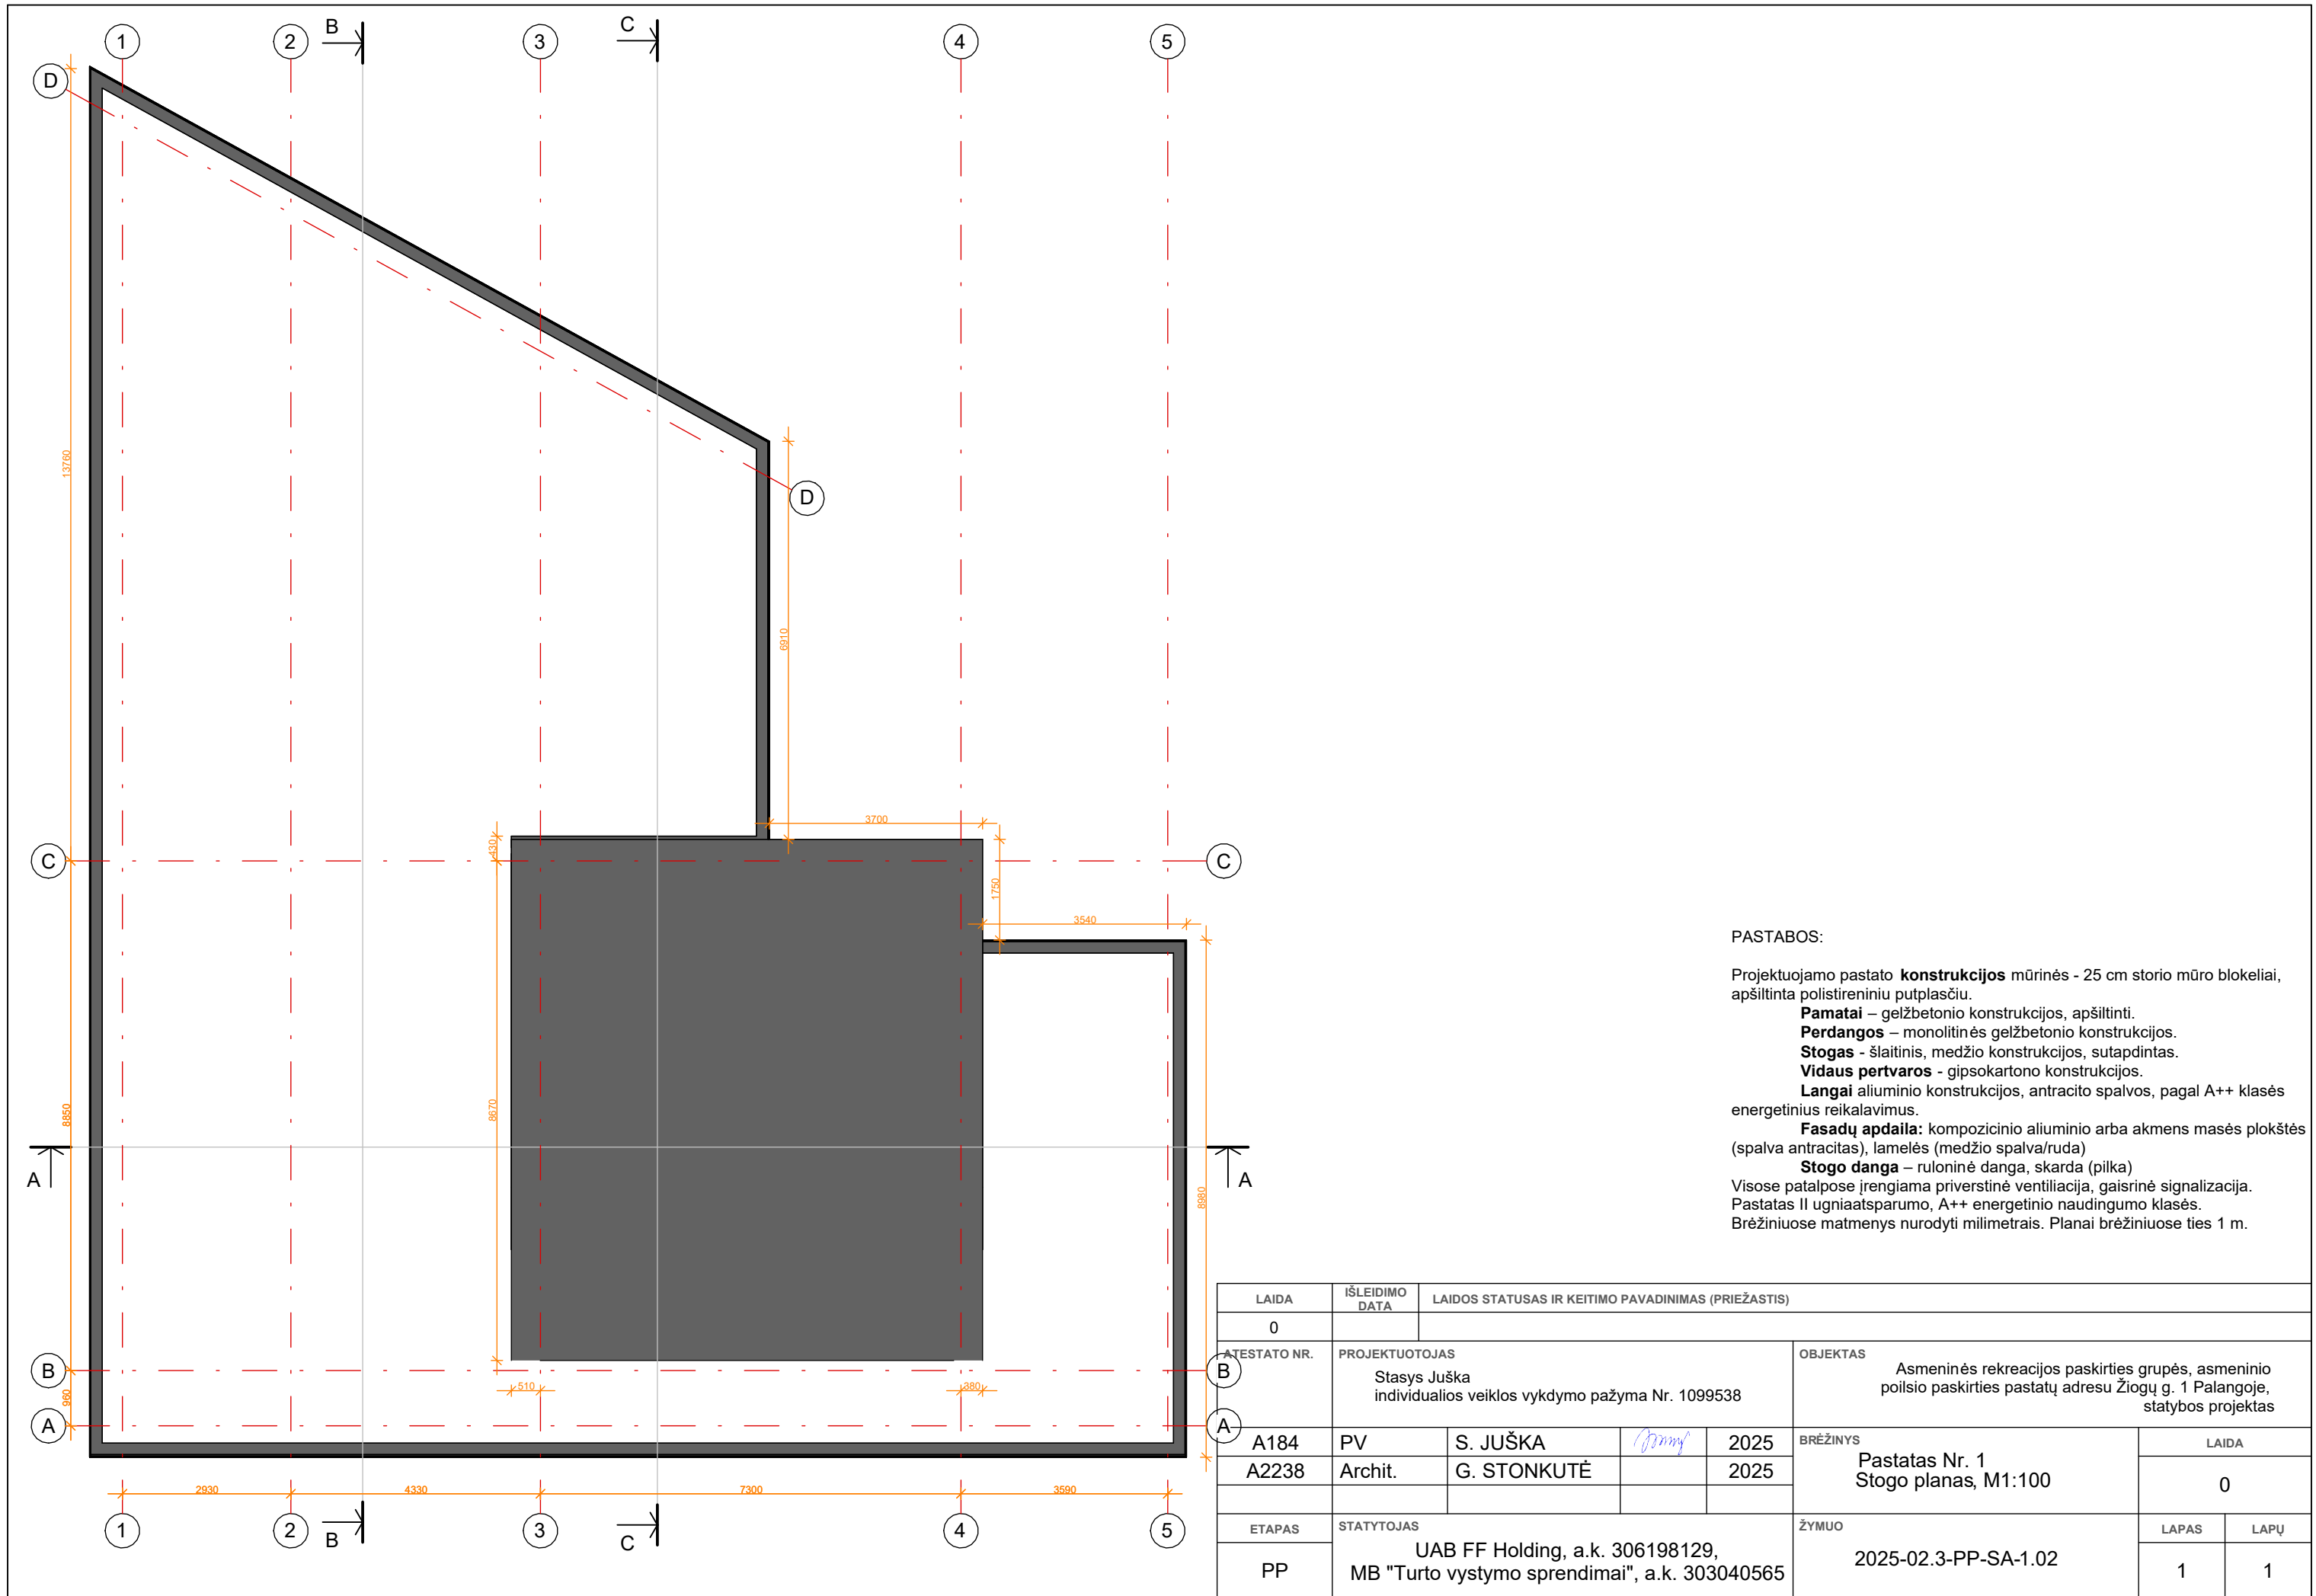 1
2
B
3
C
4
5
D
13760
D
6910
3700
430
C
C
1750
3540
8850
8670
A
A
8980
B
B
960
510
380
A
A
2930
4330
7300
3590
1
2
B
3
C
4
5
PASTABOS:
Projektuojamo pastato konstrukcijos mūrinės - 25 cm storio mūro blokeliai,
apšiltinta polistireniniu putplasčiu.
Pamatai – gelžbetonio konstrukcijos, apšiltinti.
Perdangos – monolitinės gelžbetonio konstrukcijos.
Stogas - šlaitinis, medžio konstrukcijos, sutapdintas.
Vidaus pertvaros - gipsokartono konstrukcijos.
Langai aliuminio konstrukcijos, antracito spalvos, pagal A++ klasės
energetinius reikalavimus.
Fasadų apdaila: kompozicinio aliuminio arba akmens masės plokštės
(spalva antracitas), lamelės (medžio spalva/ruda)
Stogo danga – ruloninė danga, skarda (pilka)
Visose patalpose įrengiama priverstinė ventiliacija, gaisrinė signalizacija.
Pastatas II ugniaatsparumo, A++ energetinio naudingumo klasės.
Brėžiniuose matmenys nurodyti milimetrais. Planai brėžiniuose ties 1 m.
LAIDA
IŠLEIDIMO
DATA
LAIDOS STATUSAS IR KEITIMO PAVADINIMAS (PRIEŽASTIS)
0
ATESTATO NR.
PROJEKTUOTOJAS
Stasys Juška
individualios veiklos vykdymo pažyma Nr. 1099538
OBJEKTAS
Asmeninės rekreacijos paskirties grupės, asmeninio
poilsio paskirties pastatų adresu Žiogų g. 1 Palangoje,
statybos projektas
A184 PV S. JUŠKA 2025
A2238 Archit. G. STONKUTĖ 2025
BRĖŽINYS
Pastatas Nr. 1
Stogo planas, M1:100
LAIDA
0
ETAPAS
PP
STATYTOJAS
UAB FF Holding, a.k. 306198129,
MB "Turto vystymo sprendimai", a.k. 303040565
ŽYMUO
2025-02.3-PP-SA-1.02
LAPAS
LAPŲ
1
1